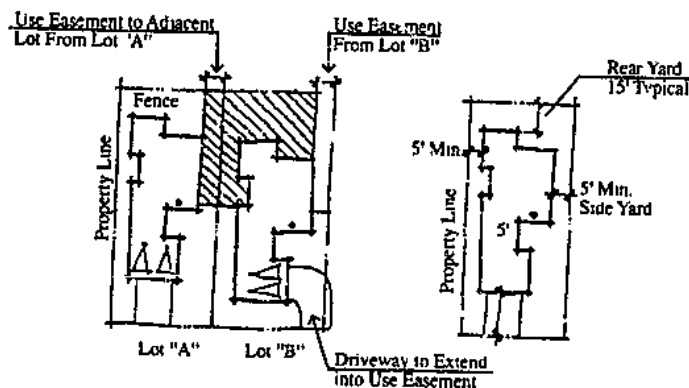 Use Easement to Adjacent
Lot From Lot "A"
Use Easement
From Lot "B"
Fence
Property Line
Lot "A"
Lot "B"
Driveway to Extend
into Use Easement
Rear Yard
15' Typical
5' Min.
5' Min.
Side Yard
5'
Property Line